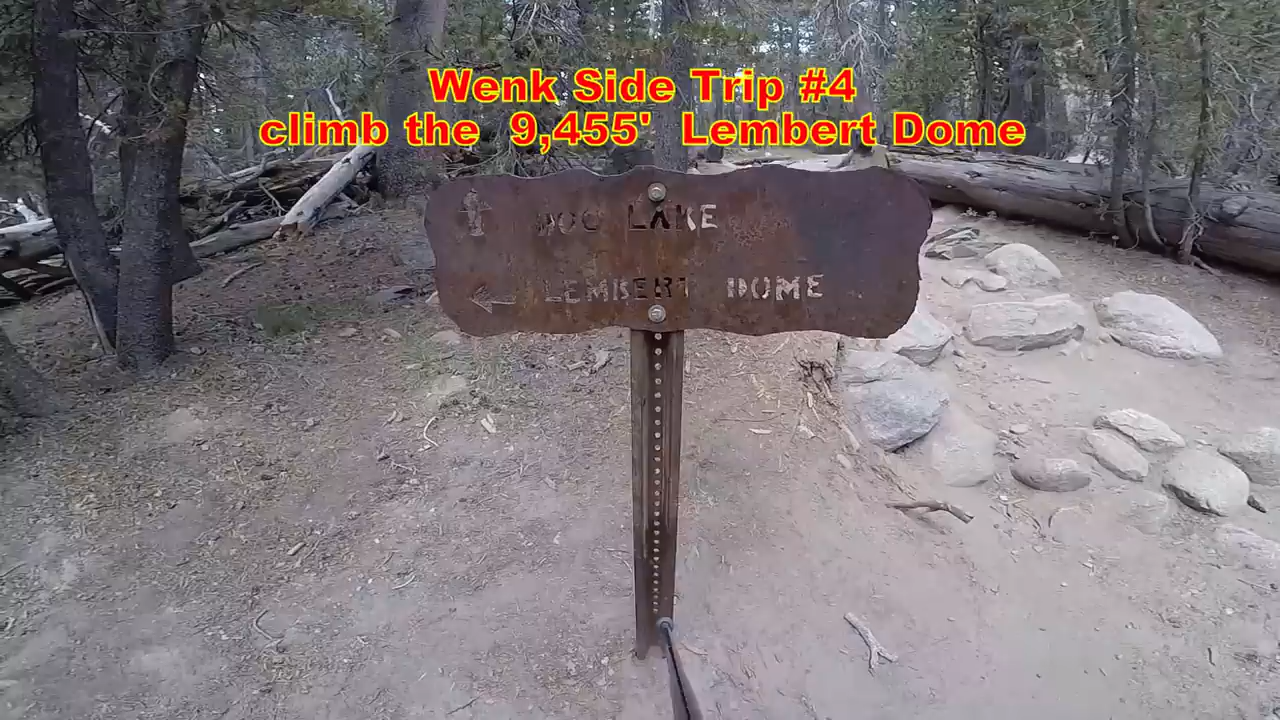 Wenk Side Trip #4
climb the 9,455' Lembert Dome
DOG LAKE
LEMBERT DOME